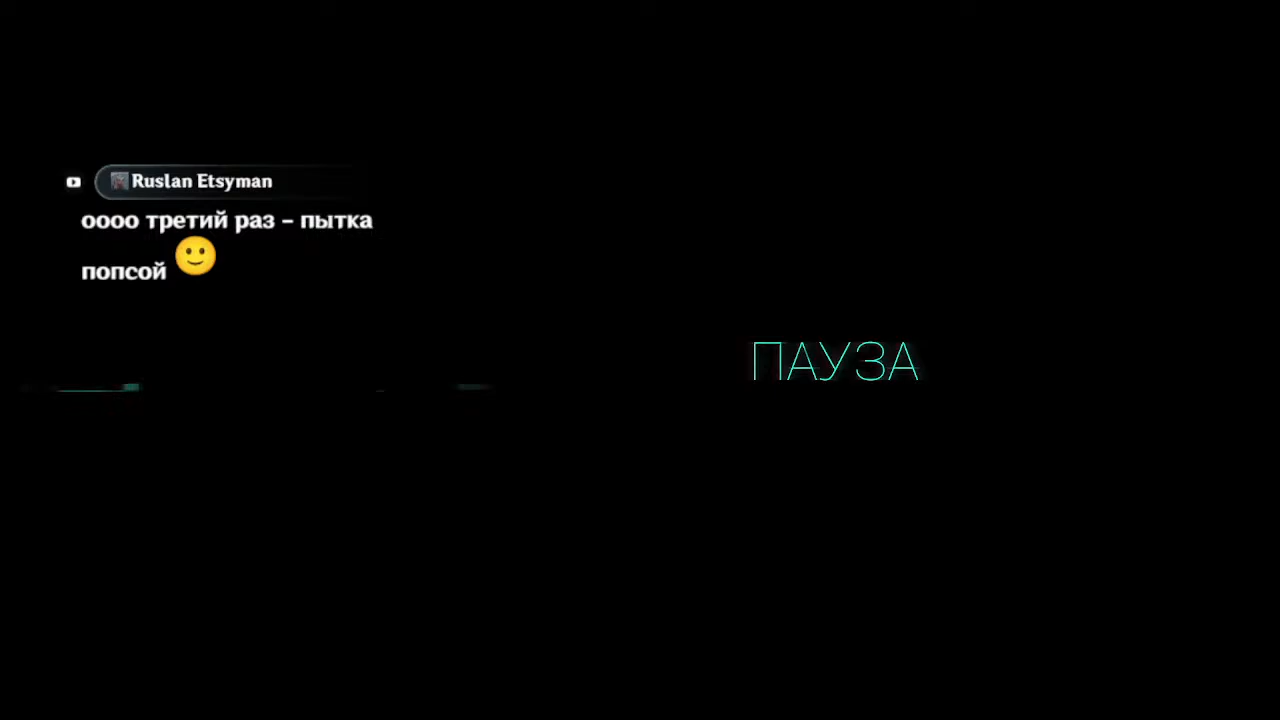 Ruslan Etsyman
оооо третий раз – пытка
попсой 🙂
ПАУЗА